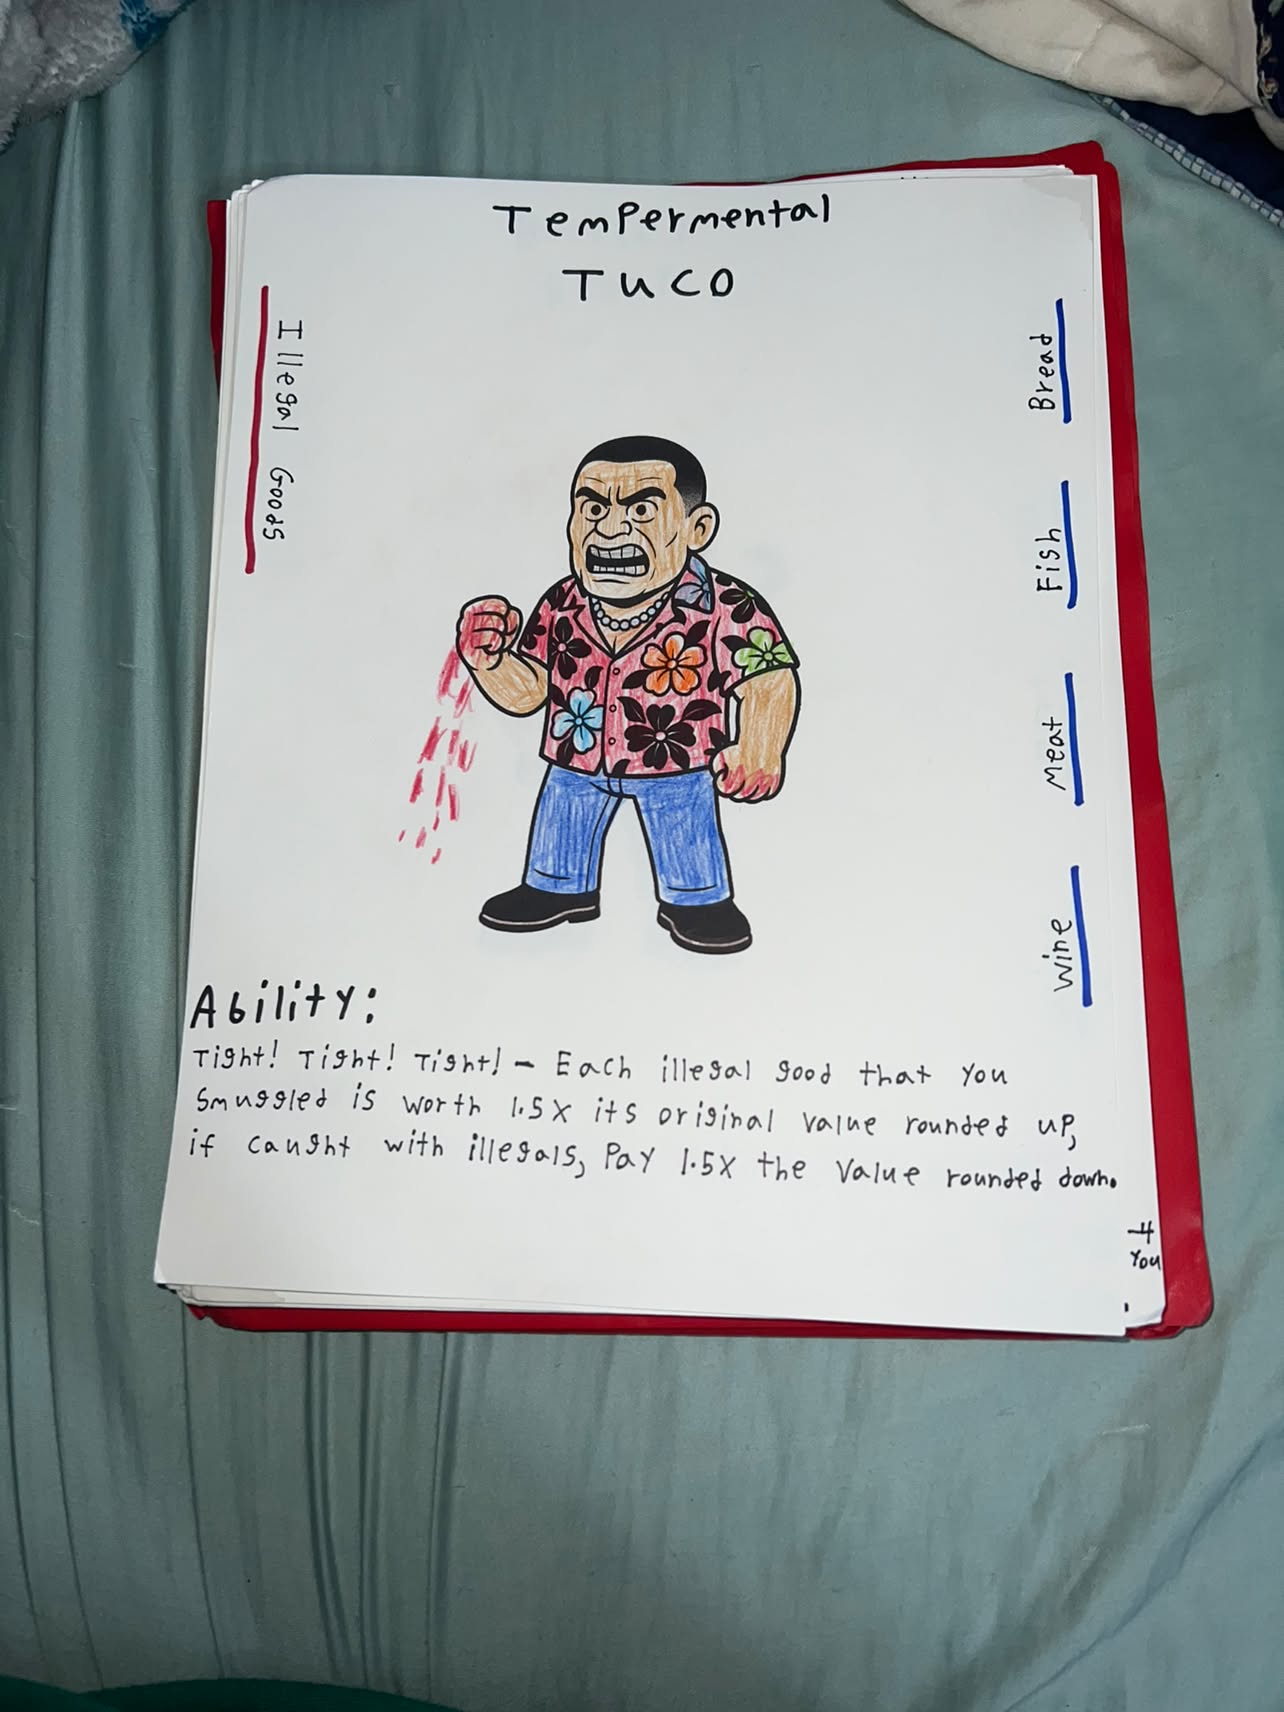 Tempermental
Tuco
Illegal Goods
Bread
Fish
Meat
Wine
Ability:
Tight! Tight! Tight! – Each illegal good that you
smuggled is worth 1.5x its original value rounded up,
if caught with illegals, Pay 1.5x the value rounded down.
You